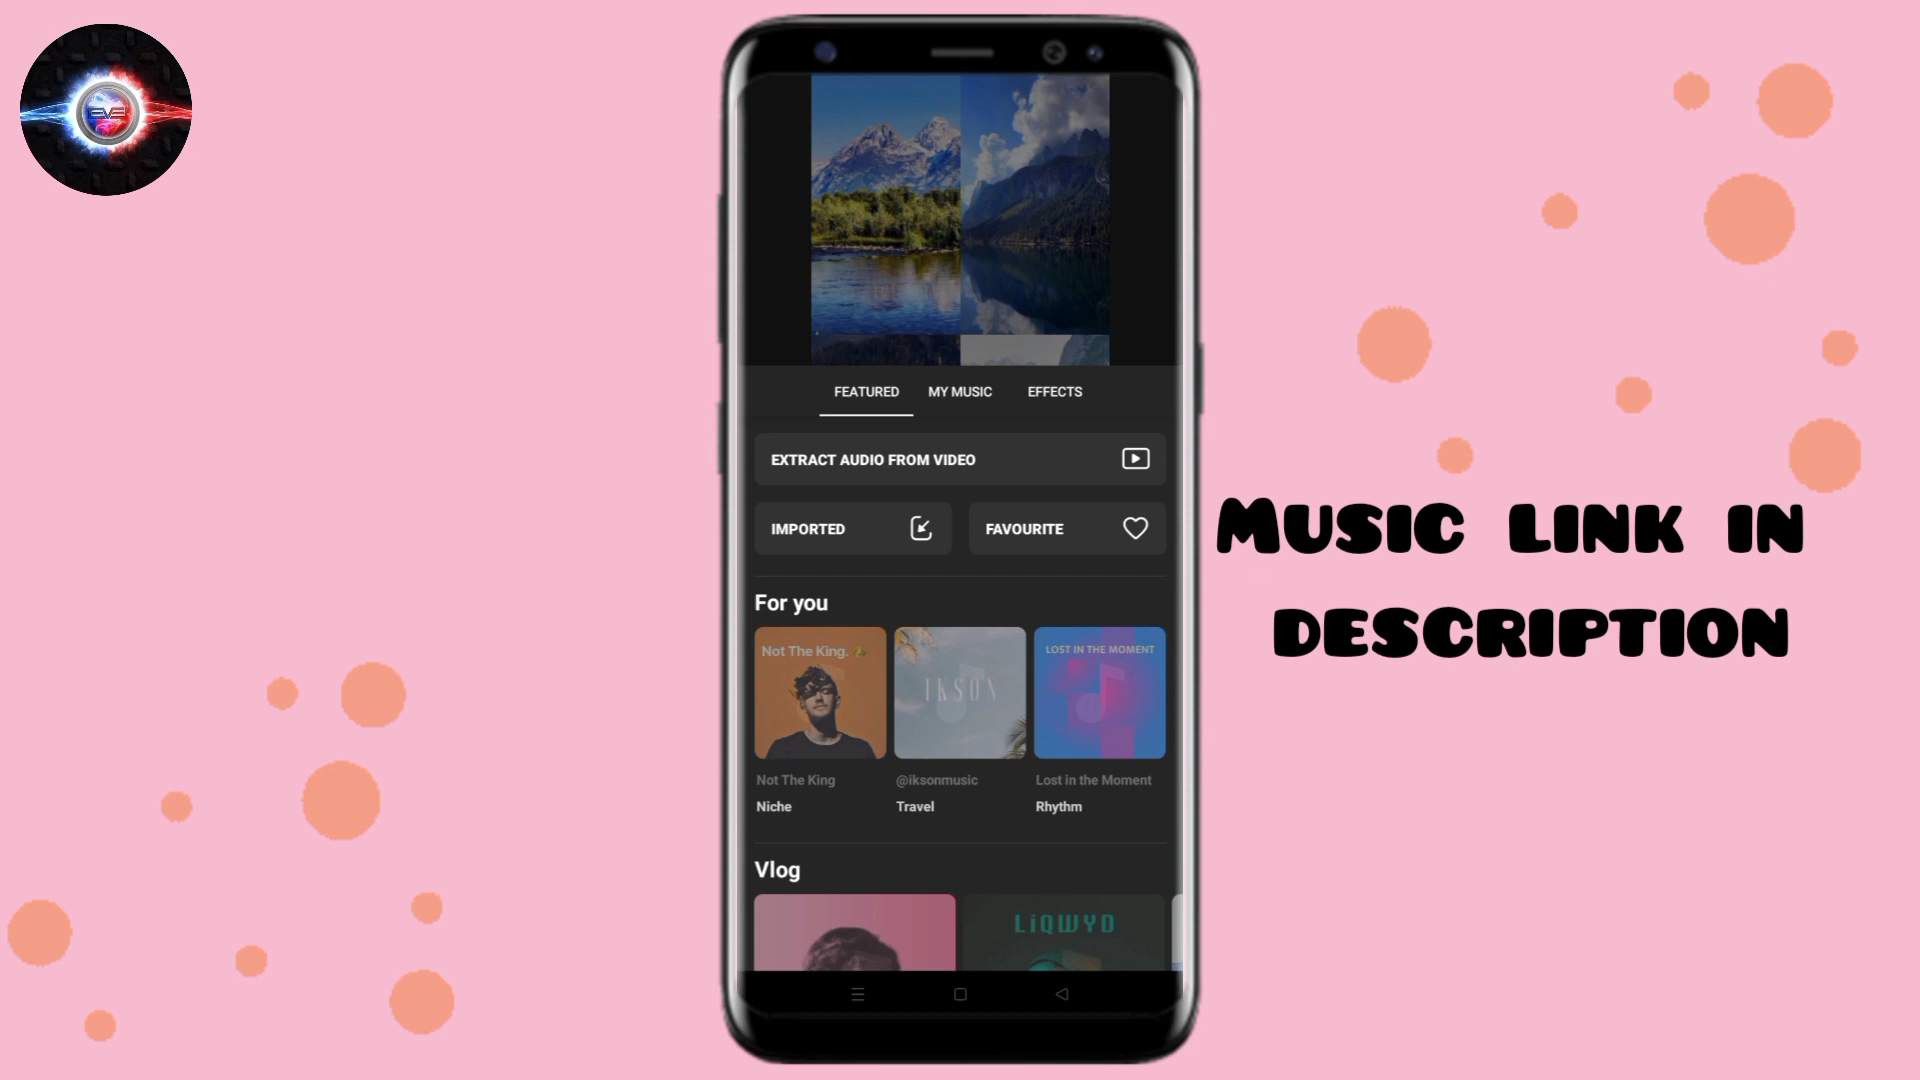 EVE
FEATURED MY MUSIC EFFECTS
EXTRACT AUDIO FROM VIDEO
IMPORTED FAVOURITE
For you
Not The King. IKSON LOST IN THE MOMENT
Not The King @iksonmusic Lost in the Moment
Niche Travel Rhythm
Vlog
LiQWYD
Music link in
description